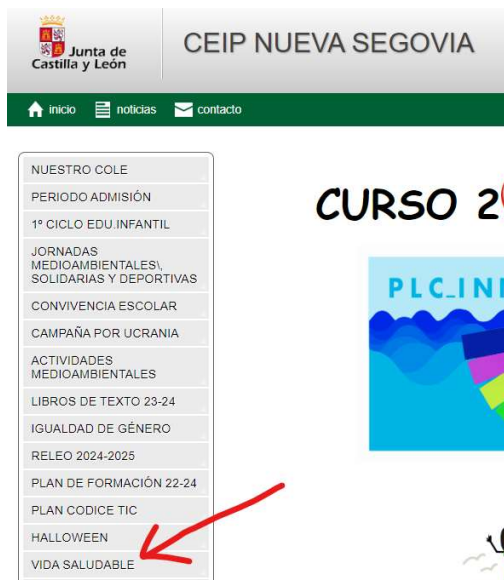 Junta de
Castilla y León
CEIP NUEVA SEGOVIA
inicio
noticias
contacto
NUESTRO COLE
PERIODO ADMISIÓN
1º CICLO EDU.INFANTIL
JORNADAS
MEDIOAMBIENTALES\,
SOLIDARIAS Y DEPORTIVAS
CONVIVENCIA ESCOLAR
CAMPAÑA POR UCRANIA
ACTIVIDADES
MEDIOAMBIENTALES
LIBROS DE TEXTO 23-24
IGUALDAD DE GÉNERO
RELEO 2024-2025
PLAN DE FORMACIÓN 22-24
PLAN CODICE TIC
HALLOWEEN
VIDA SALUDABLE
CURSO 2
PLC_IN